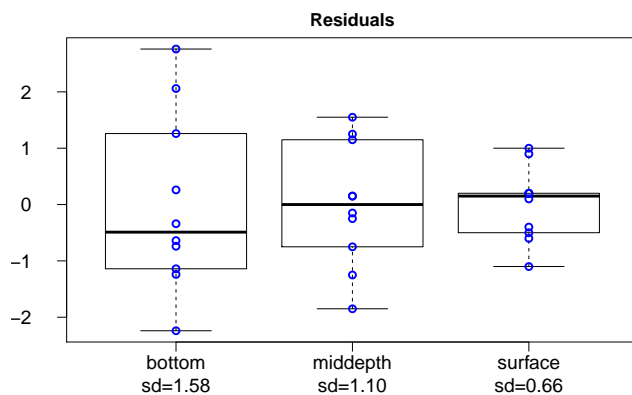 Residuals
2
1
0
−1
−2
bottom middepth surface
sd=1.58 sd=1.10 sd=0.66